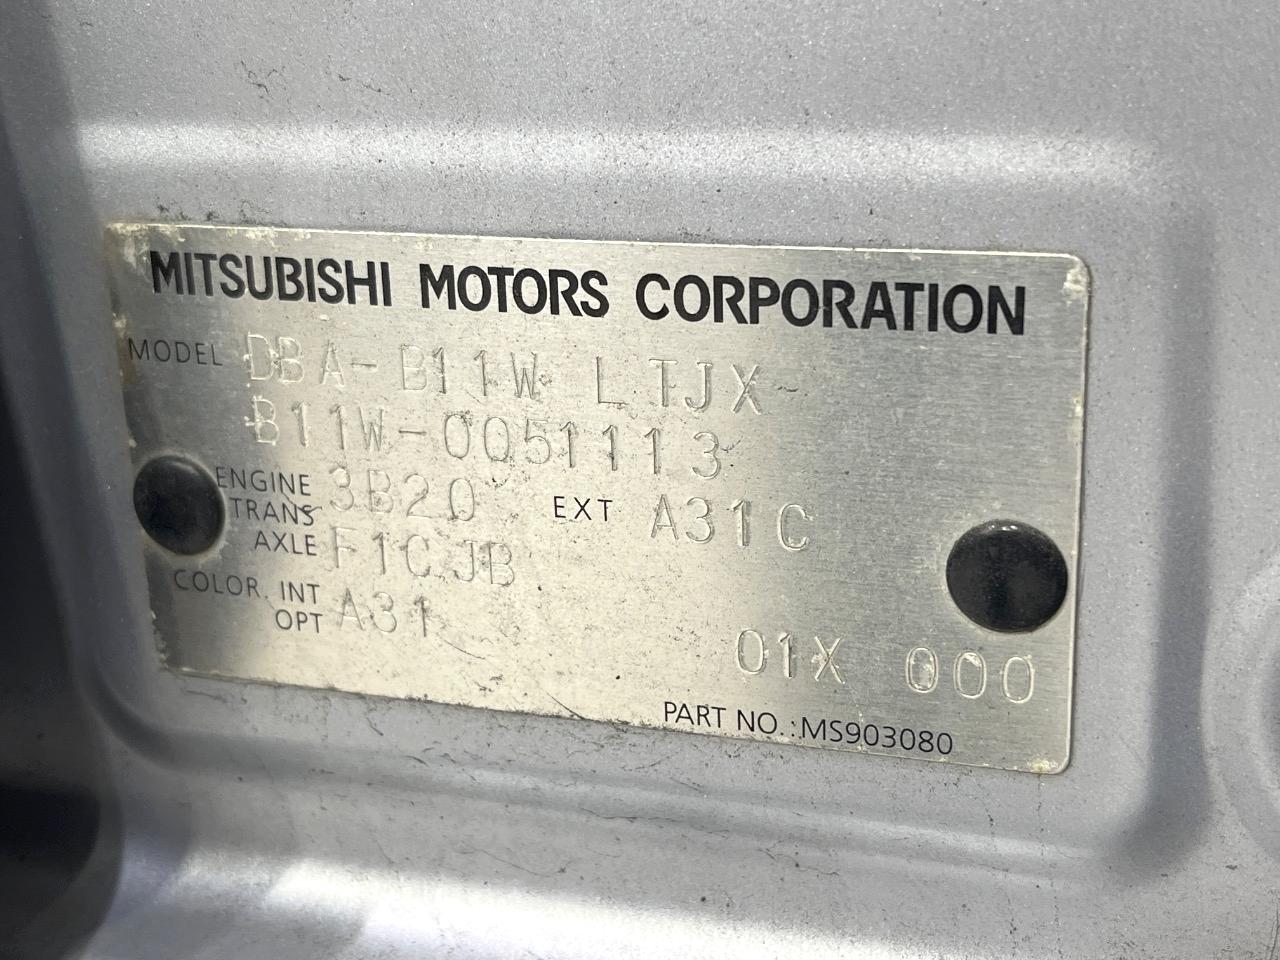 MITSUBISHI MOTORS CORPORATION
MODEL DBA-B11W LTJX
B11W-0051113
ENGINE 3B20 EXT A31C
TRANS
AXLE F1CJB
COLOR. INT
OPT A31
01X 000
PART NO.:MS903080